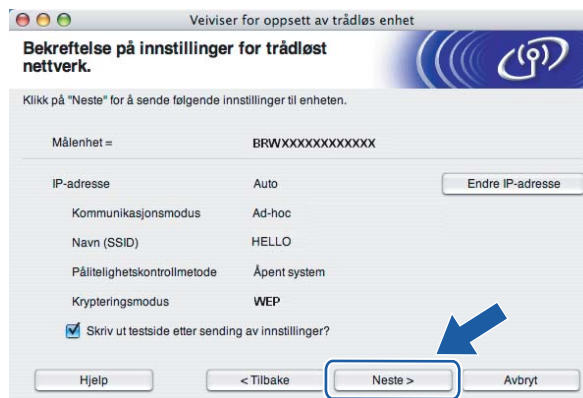 Veiviser for oppsett av trådløs enhet
Bekreftelse på innstillinger for trådløst
nettverk.
Klikk på "Neste" for å sende følgende innstillinger til enheten.
Målenhet = BRWXXXXXXXXXXXX
IP-adresse Auto Endre IP-adresse
Kommunikasjonsmodus Ad-hoc
Navn (SSID) HELLO
Pålitelighetskontrollmetode Åpent system
Krypteringsmodus WEP
Skriv ut testside etter sending av innstillinger?
Hjelp < Tilbake Neste > Avbryt